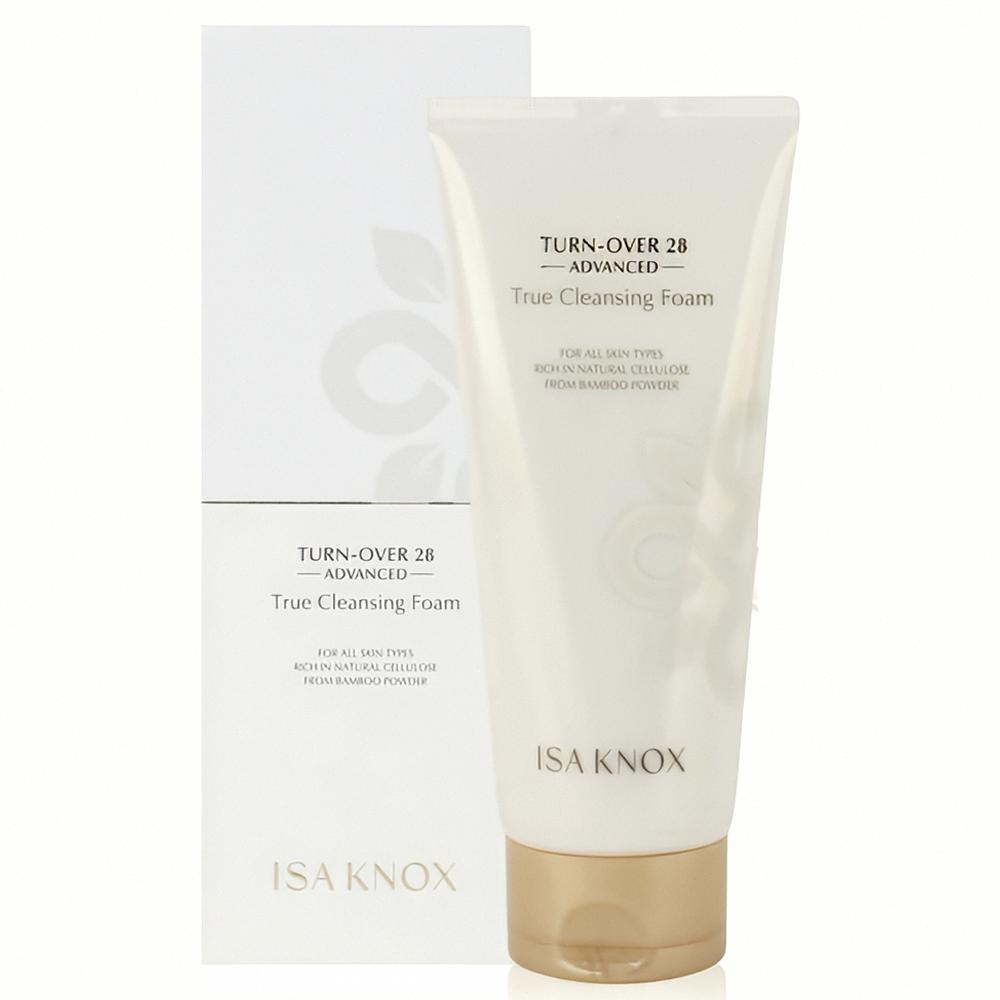 TURN-OVER 28
ADVANCED
True Cleansing Foam
FOR ALL SKIN TYPES
RICH IN NATURAL CELLULOSE
FROM BAMBOO POWDER
ISA KNOX
TURN-OVER 28
ADVANCED
True Cleansing Foam
FOR ALL SKIN TYPES
RICH IN NATURAL CELLULOSE
FROM BAMBOO POWDER
ISA KNOX